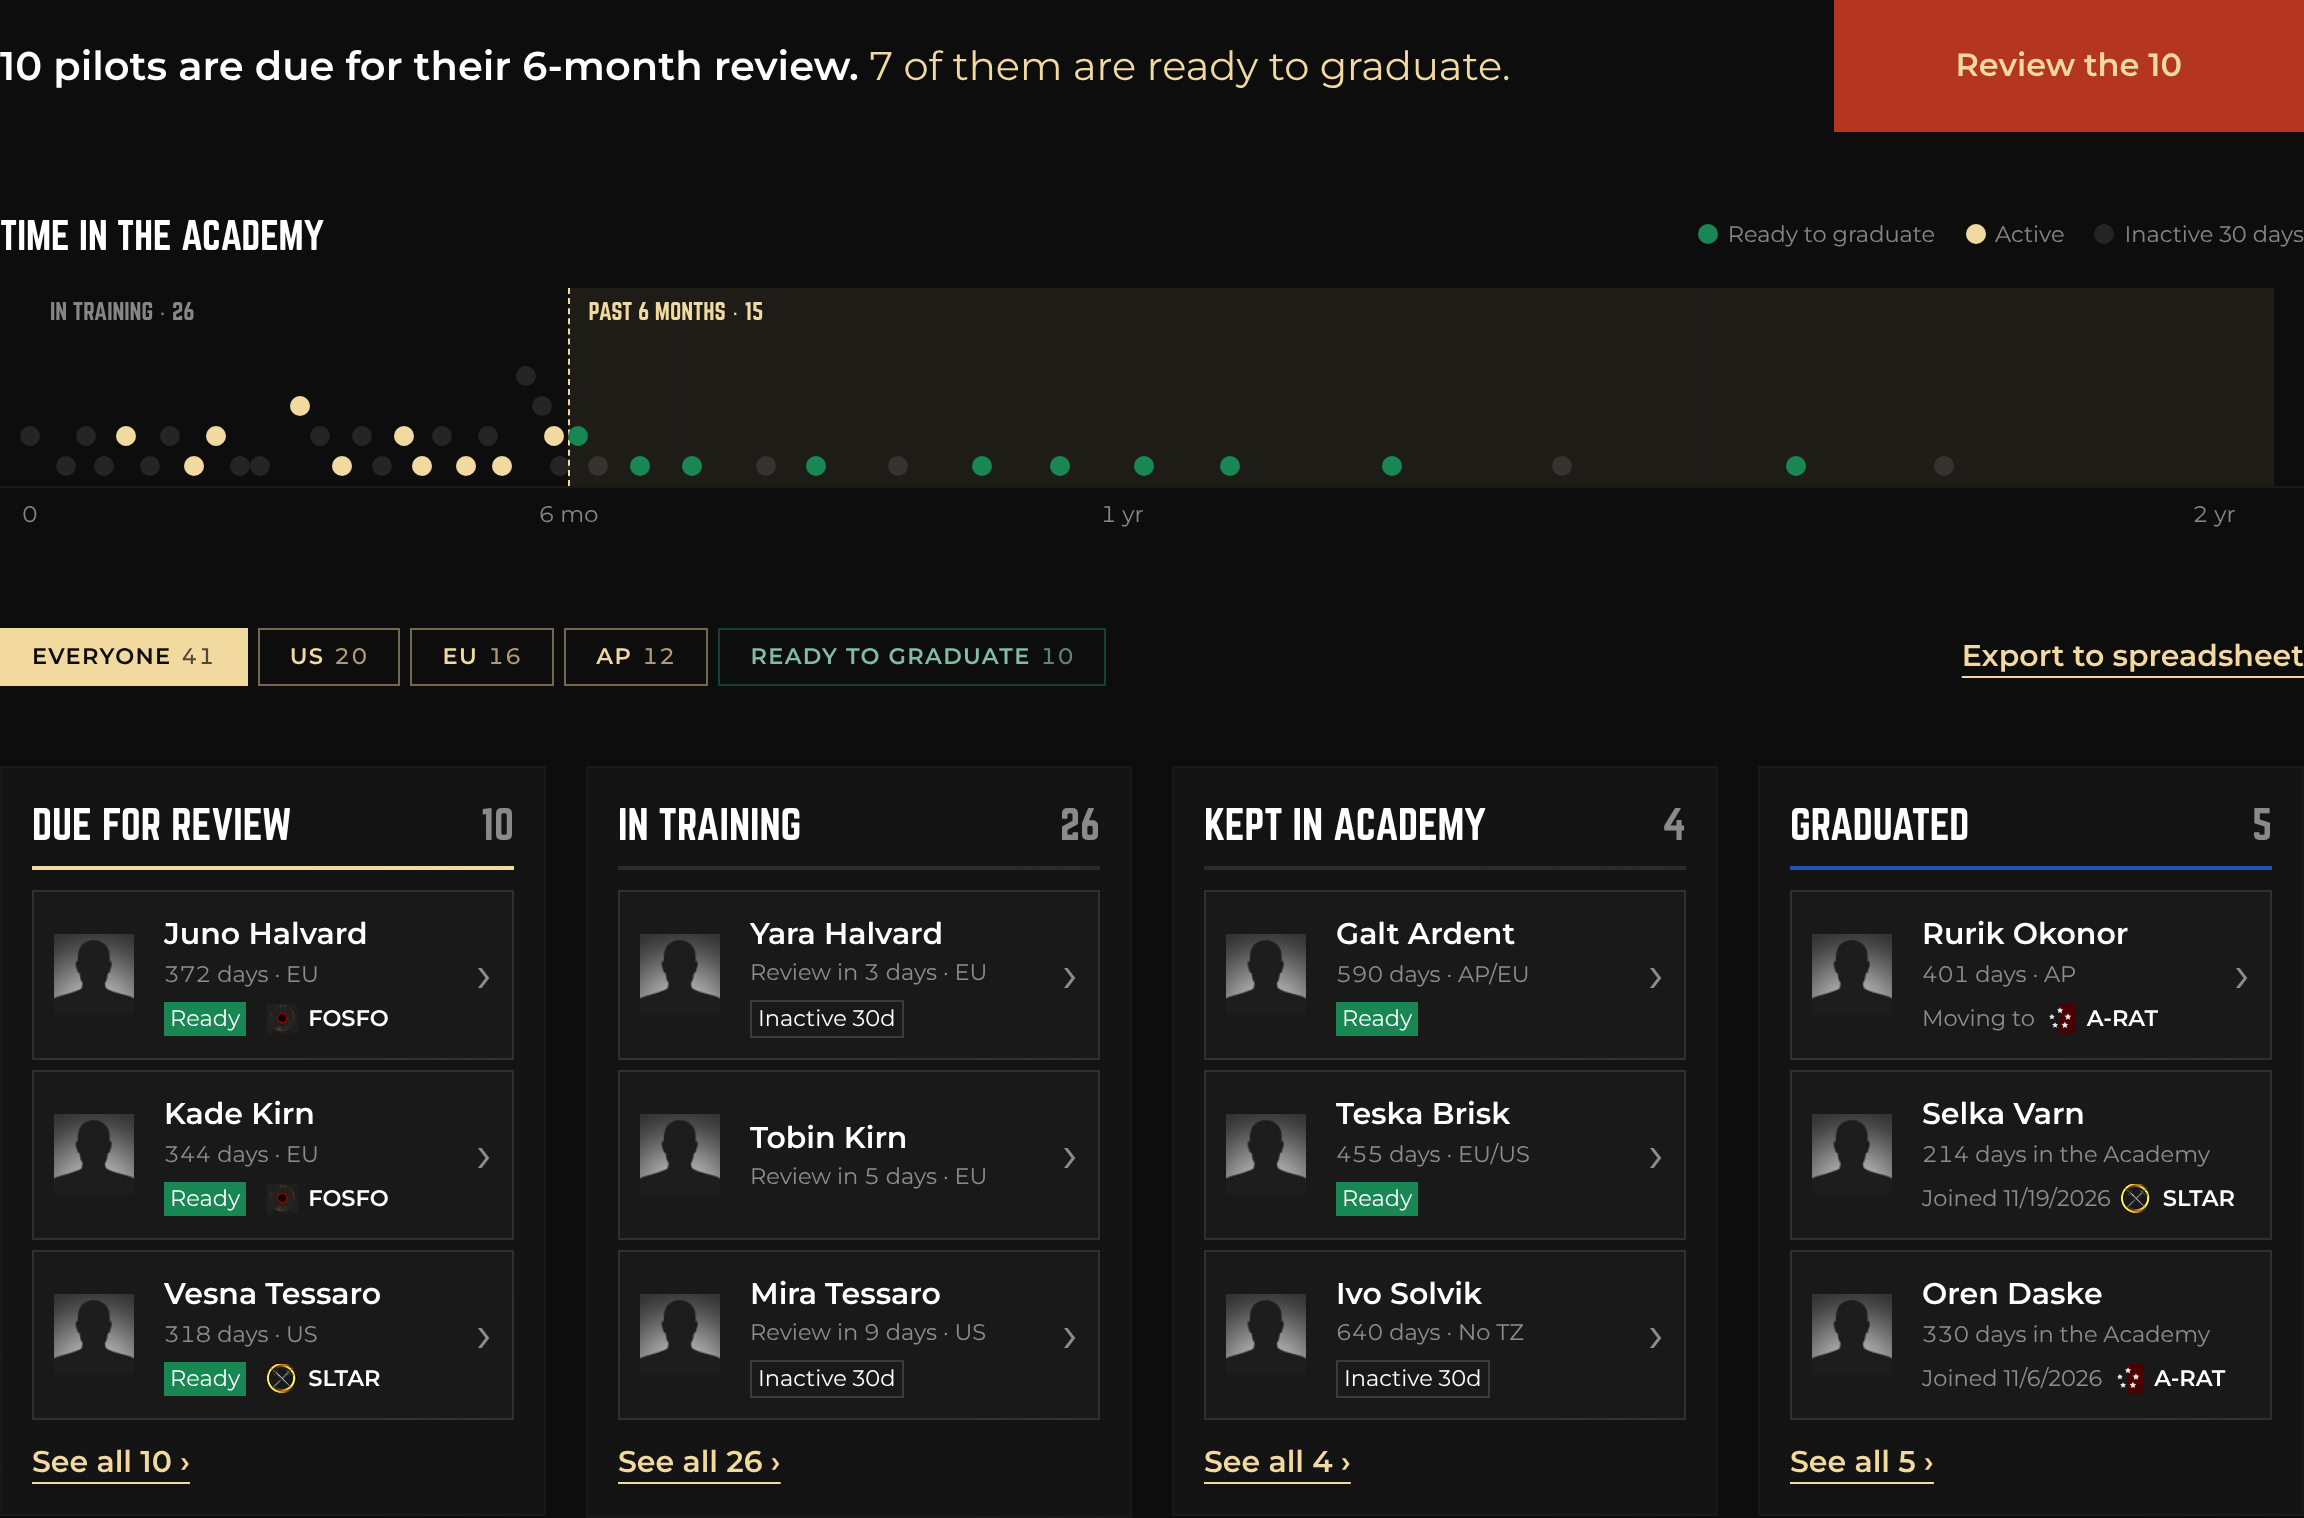 10 pilots are due for their 6-month review. 7 of them are ready to graduate.
Review the 10
TIME IN THE ACADEMY
Ready to graduate
Active
Inactive 30 days
IN TRAINING · 26
PAST 6 MONTHS · 15
0
6 mo
1 yr
2 yr
EVERYONE 41
US 20
EU 16
AP 12
READY TO GRADUATE 10
Export to spreadsheet
DUE FOR REVIEW 10
Juno Halvard
372 days · EU
Ready FOSFO
Kade Kirn
344 days · EU
Ready FOSFO
Vesna Tessaro
318 days · US
Ready SLTAR
See all 10 ›
IN TRAINING 26
Yara Halvard
Review in 3 days · EU
Inactive 30d
Tobin Kirn
Review in 5 days · EU
Mira Tessaro
Review in 9 days · US
Inactive 30d
See all 26 ›
KEPT IN ACADEMY 4
Galt Ardent
590 days · AP/EU
Ready
Teska Brisk
455 days · EU/US
Ready
Ivo Solvik
640 days · No TZ
Inactive 30d
See all 4 ›
GRADUATED 5
Rurik Okonor
401 days · AP
Moving to A-RAT
Selka Varn
214 days in the Academy
Joined 11/19/2026 SLTAR
Oren Daske
330 days in the Academy
Joined 11/6/2026 A-RAT
See all 5 ›